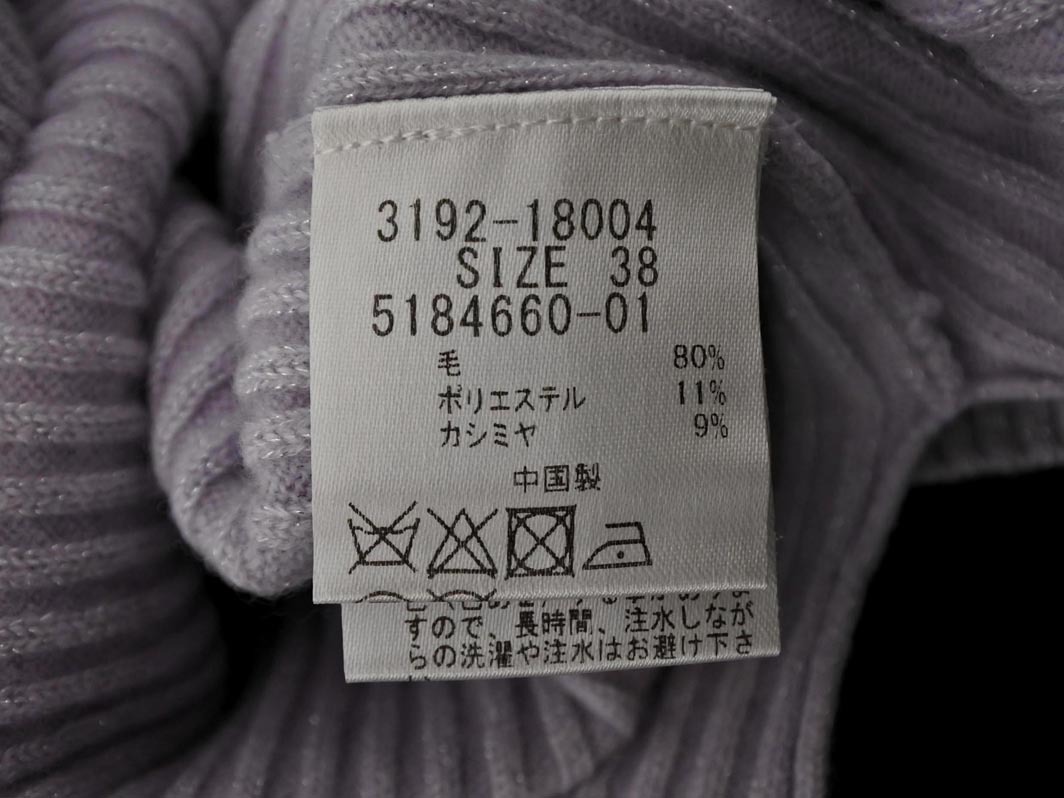 3192-18004
SIZE 38
5184660-01
毛 80%
ポリエステル 11%
カシミヤ 9%
中国製
すので、長時間、注水しなが
らの洗濯や注水はお避け下さ